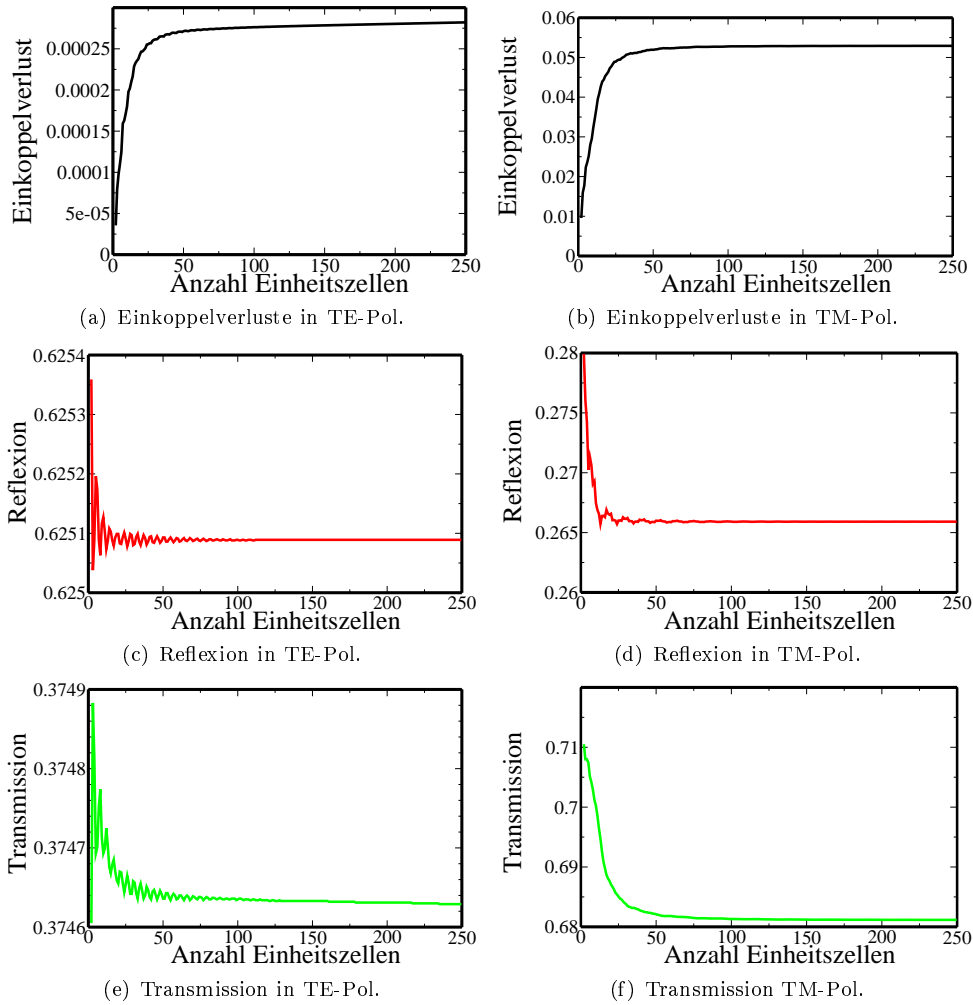 0.00025
0.0002
0.00015
0.0001
5e-05
0
Einkoppelverlust
0 50 100 150 200 250
Anzahl Einheitszellen
(a) Einkoppelverluste in TE-Pol.
0.06
0.05
0.04
0.03
0.02
0.01
0
Einkoppelverlust
0 50 100 150 200 250
Anzahl Einheitszellen
(b) Einkoppelverluste in TM-Pol.
0.6254
0.6253
0.6252
0.6251
0.625
Reflexion
0 50 100 150 200 250
Anzahl Einheitszellen
(c) Reflexion in TE-Pol.
0.28
0.275
0.27
0.265
0.26
Reflexion
0 50 100 150 200 250
Anzahl Einheitszellen
(d) Reflexion in TM-Pol.
0.3749
0.3748
0.3747
0.3746
Transmission
0 50 100 150 200 250
Anzahl Einheitszellen
(e) Transmission in TE-Pol.
0.71
0.7
0.69
0.68
Transmission
0 50 100 150 200 250
Anzahl Einheitszellen
(f) Transmission TM-Pol.